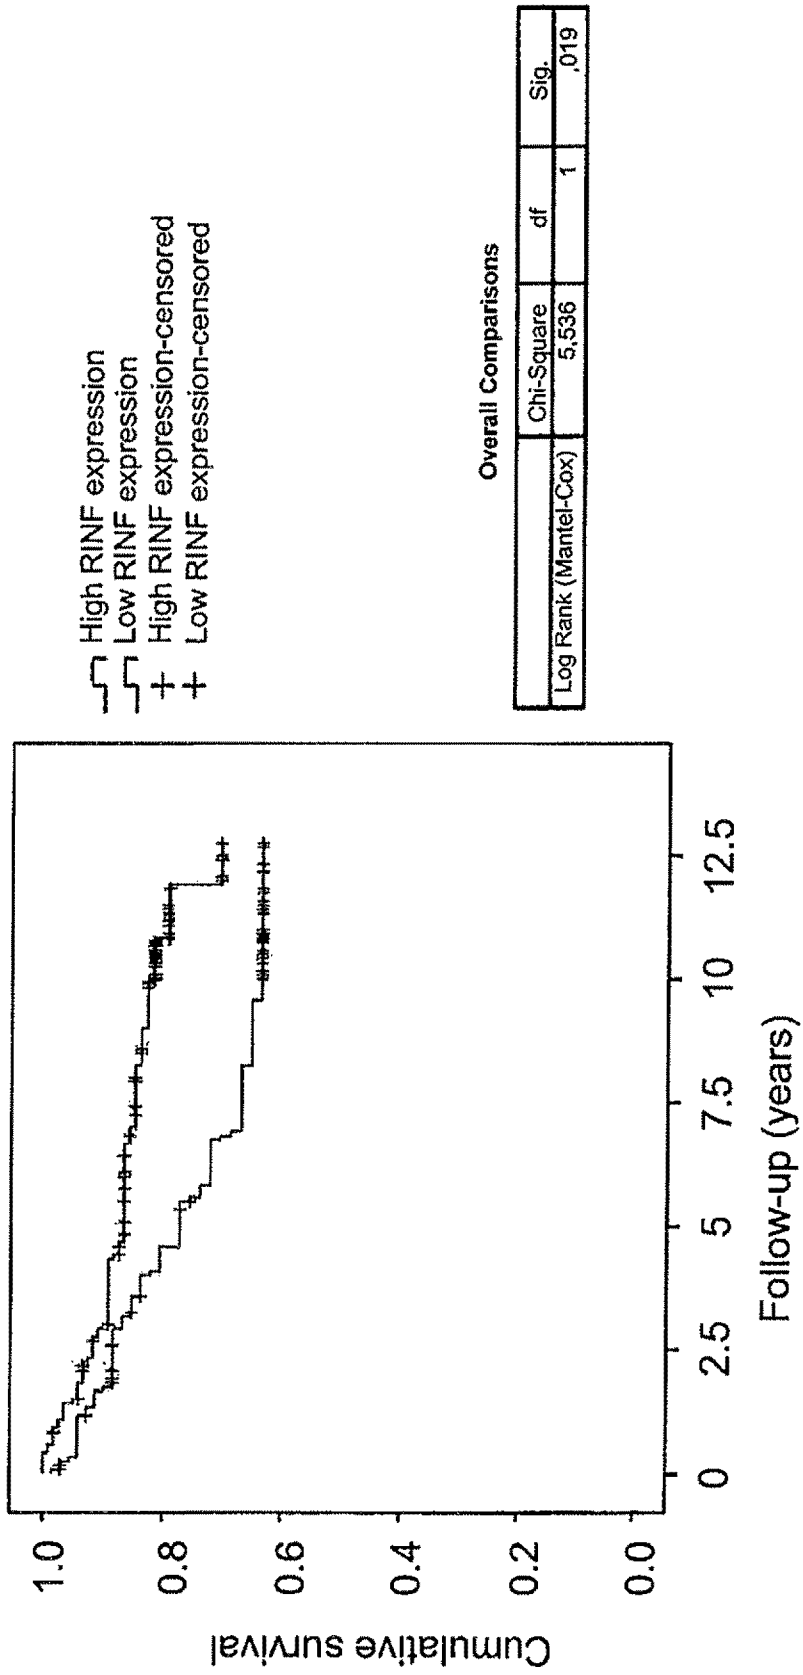 High RINF expression
Low RINF expression
High RINF expression-censored
Low RINF expression-censored
Overall Comparisons
Chi-Square df Sig.
Log Rank (Mantel-Cox) 5,536 1 ,019
Cumulative survival
1.0
0.8
0.6
0.4
0.2
0.0
0 2.5 5 7.5 10 12.5
Follow-up (years)